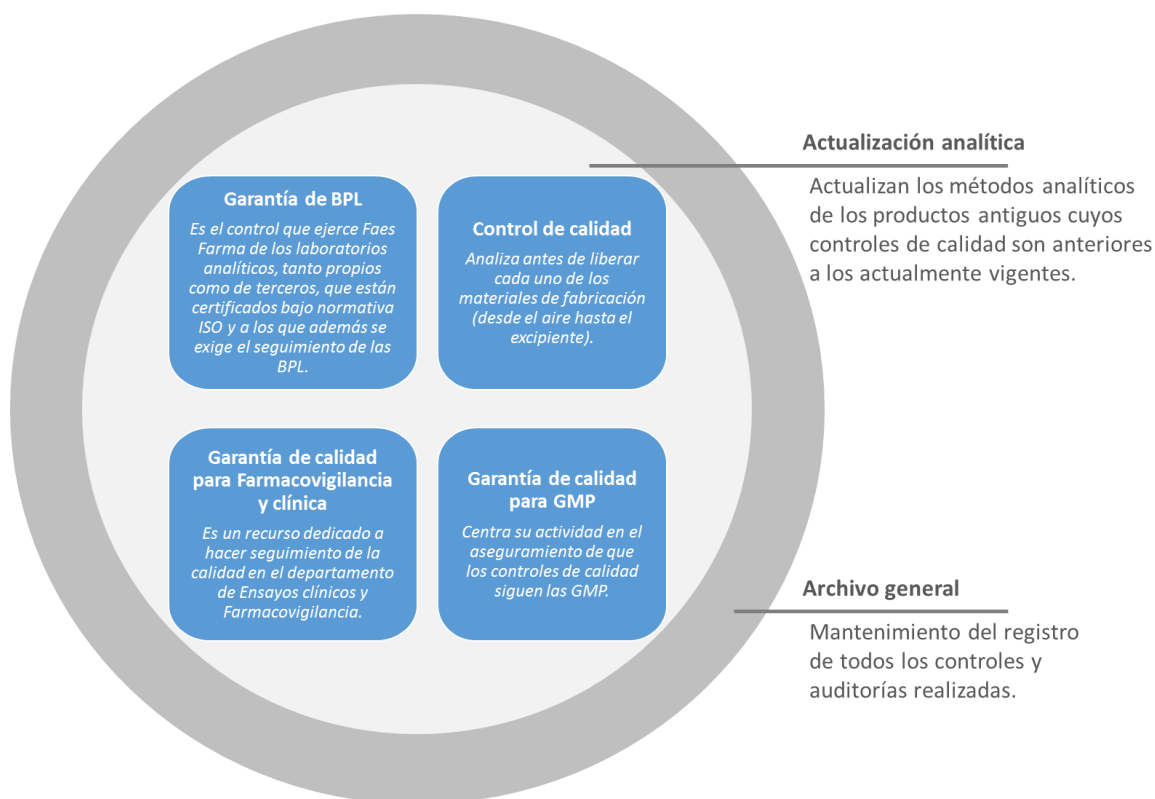 Actualización analítica
Actualizan los métodos analíticos
de los productos antiguos cuyos
controles de calidad son anteriores
a los actualmente vigentes.
Garantía de BPL
Es el control que ejerce Faes
Farma de los laboratorios
analíticos, tanto propios
como de terceros, que están
certificados bajo normativa
ISO y a los que además se
exige el seguimiento de las
BPL.
Control de calidad
Analiza antes de liberar
cada uno de los
materiales de fabricación
(desde el aire hasta el
excipiente).
Garantía de calidad
para Farmacovigilancia
y clínica
Es un recurso dedicado a
hacer seguimiento de la
calidad en el departamento
de Ensayos clínicos y
Farmacovigilancia.
Garantía de calidad
para GMP
Centra su actividad en el
aseguramiento de que
los controles de calidad
siguen las GMP.
Archivo general
Mantenimiento del registro
de todos los controles y
auditorías realizadas.